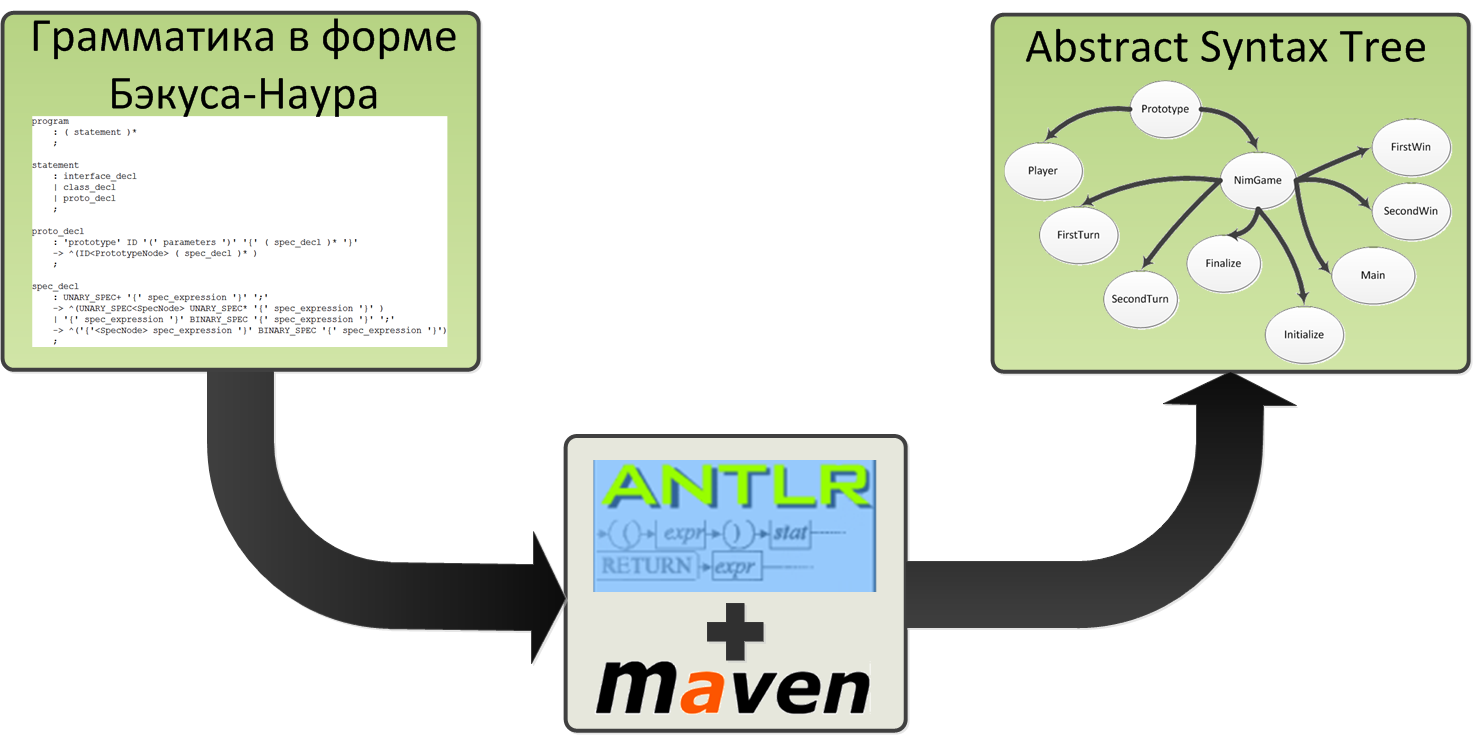 Грамматика в форме
Бэкуса-Наура
program
: ( statement )*
;
statement
: interface_decl
| class_decl
| proto_decl
;
proto_decl
: 'prototype' ID '(' parameters ')' '{' ( spec_decl )* '}'
-> ^(ID<PrototypeNode> ( spec_decl )* )
;
spec_decl
: UNARY_SPEC+ '{' spec_expression '}' ';'
-> ^(UNARY_SPEC<SpecNode> UNARY_SPEC* '{' spec_expression '}' )
| '{' spec_expression '}' BINARY_SPEC '{' spec_expression '}' ';'
-> ^('{'<SpecNode> spec_expression '}' BINARY_SPEC '{' spec_expression '}')
;
Abstract Syntax Tree
Prototype
Player
NimGame
FirstWin
SecondWin
FirstTurn
Finalize
Main
SecondTurn
Initialize
ANTLR
( ( ) expr ( ) ) stat
RETURN expr
+
maven